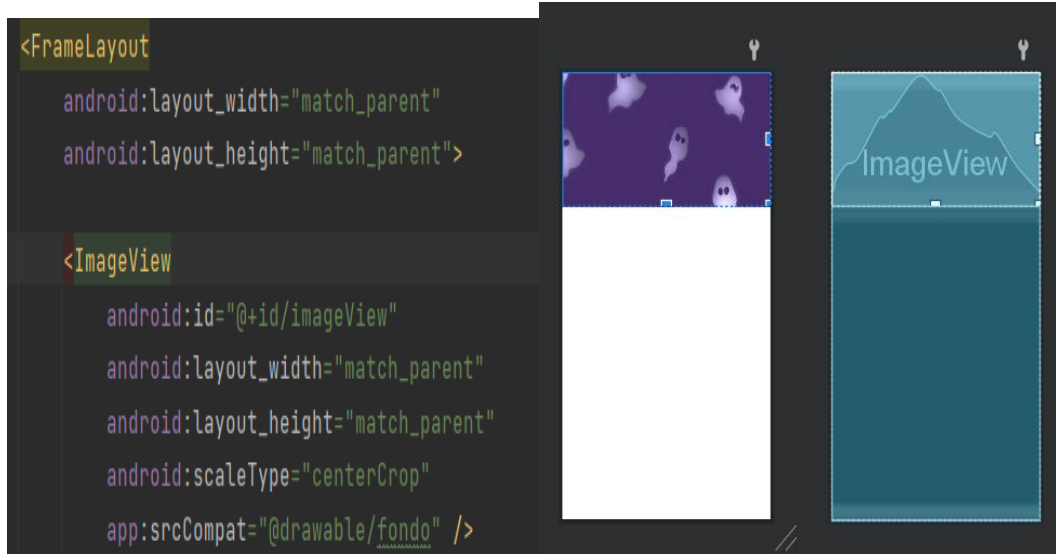 <FrameLayout
android:layout_width="match_parent"
android:layout_height="match_parent">
<ImageView
android:id="@+id/imageView"
android:layout_width="match_parent"
android:layout_height="match_parent"
android:scaleType="centerCrop"
app:srcCompat="@drawable/fondo" />
ImageView